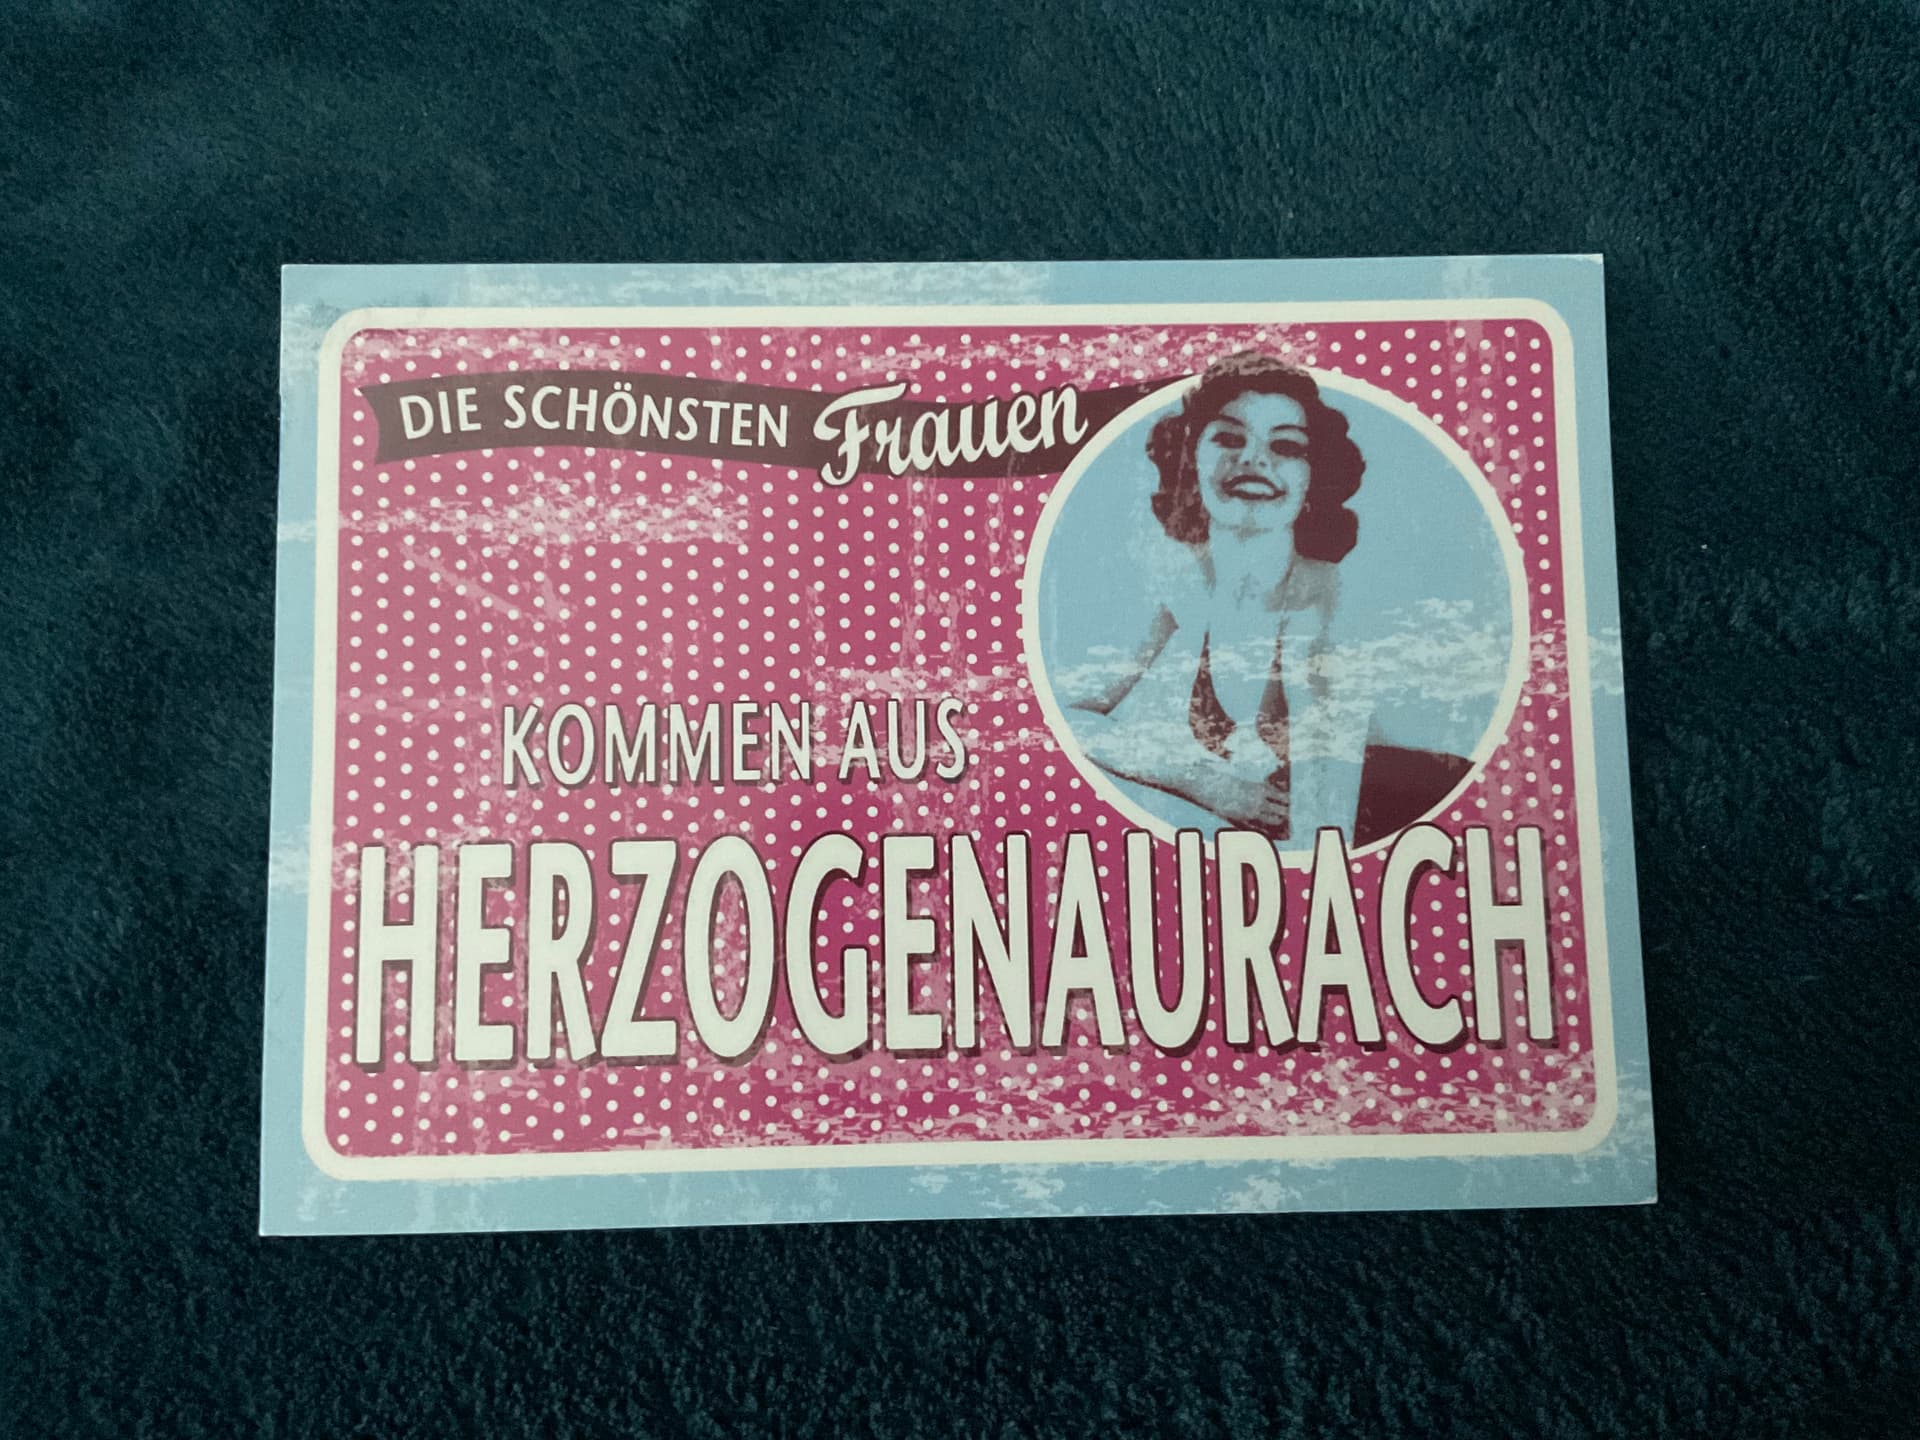 DIE SCHÖNSTEN Frauen
KOMMEN AUS
HERZOGENAURACH